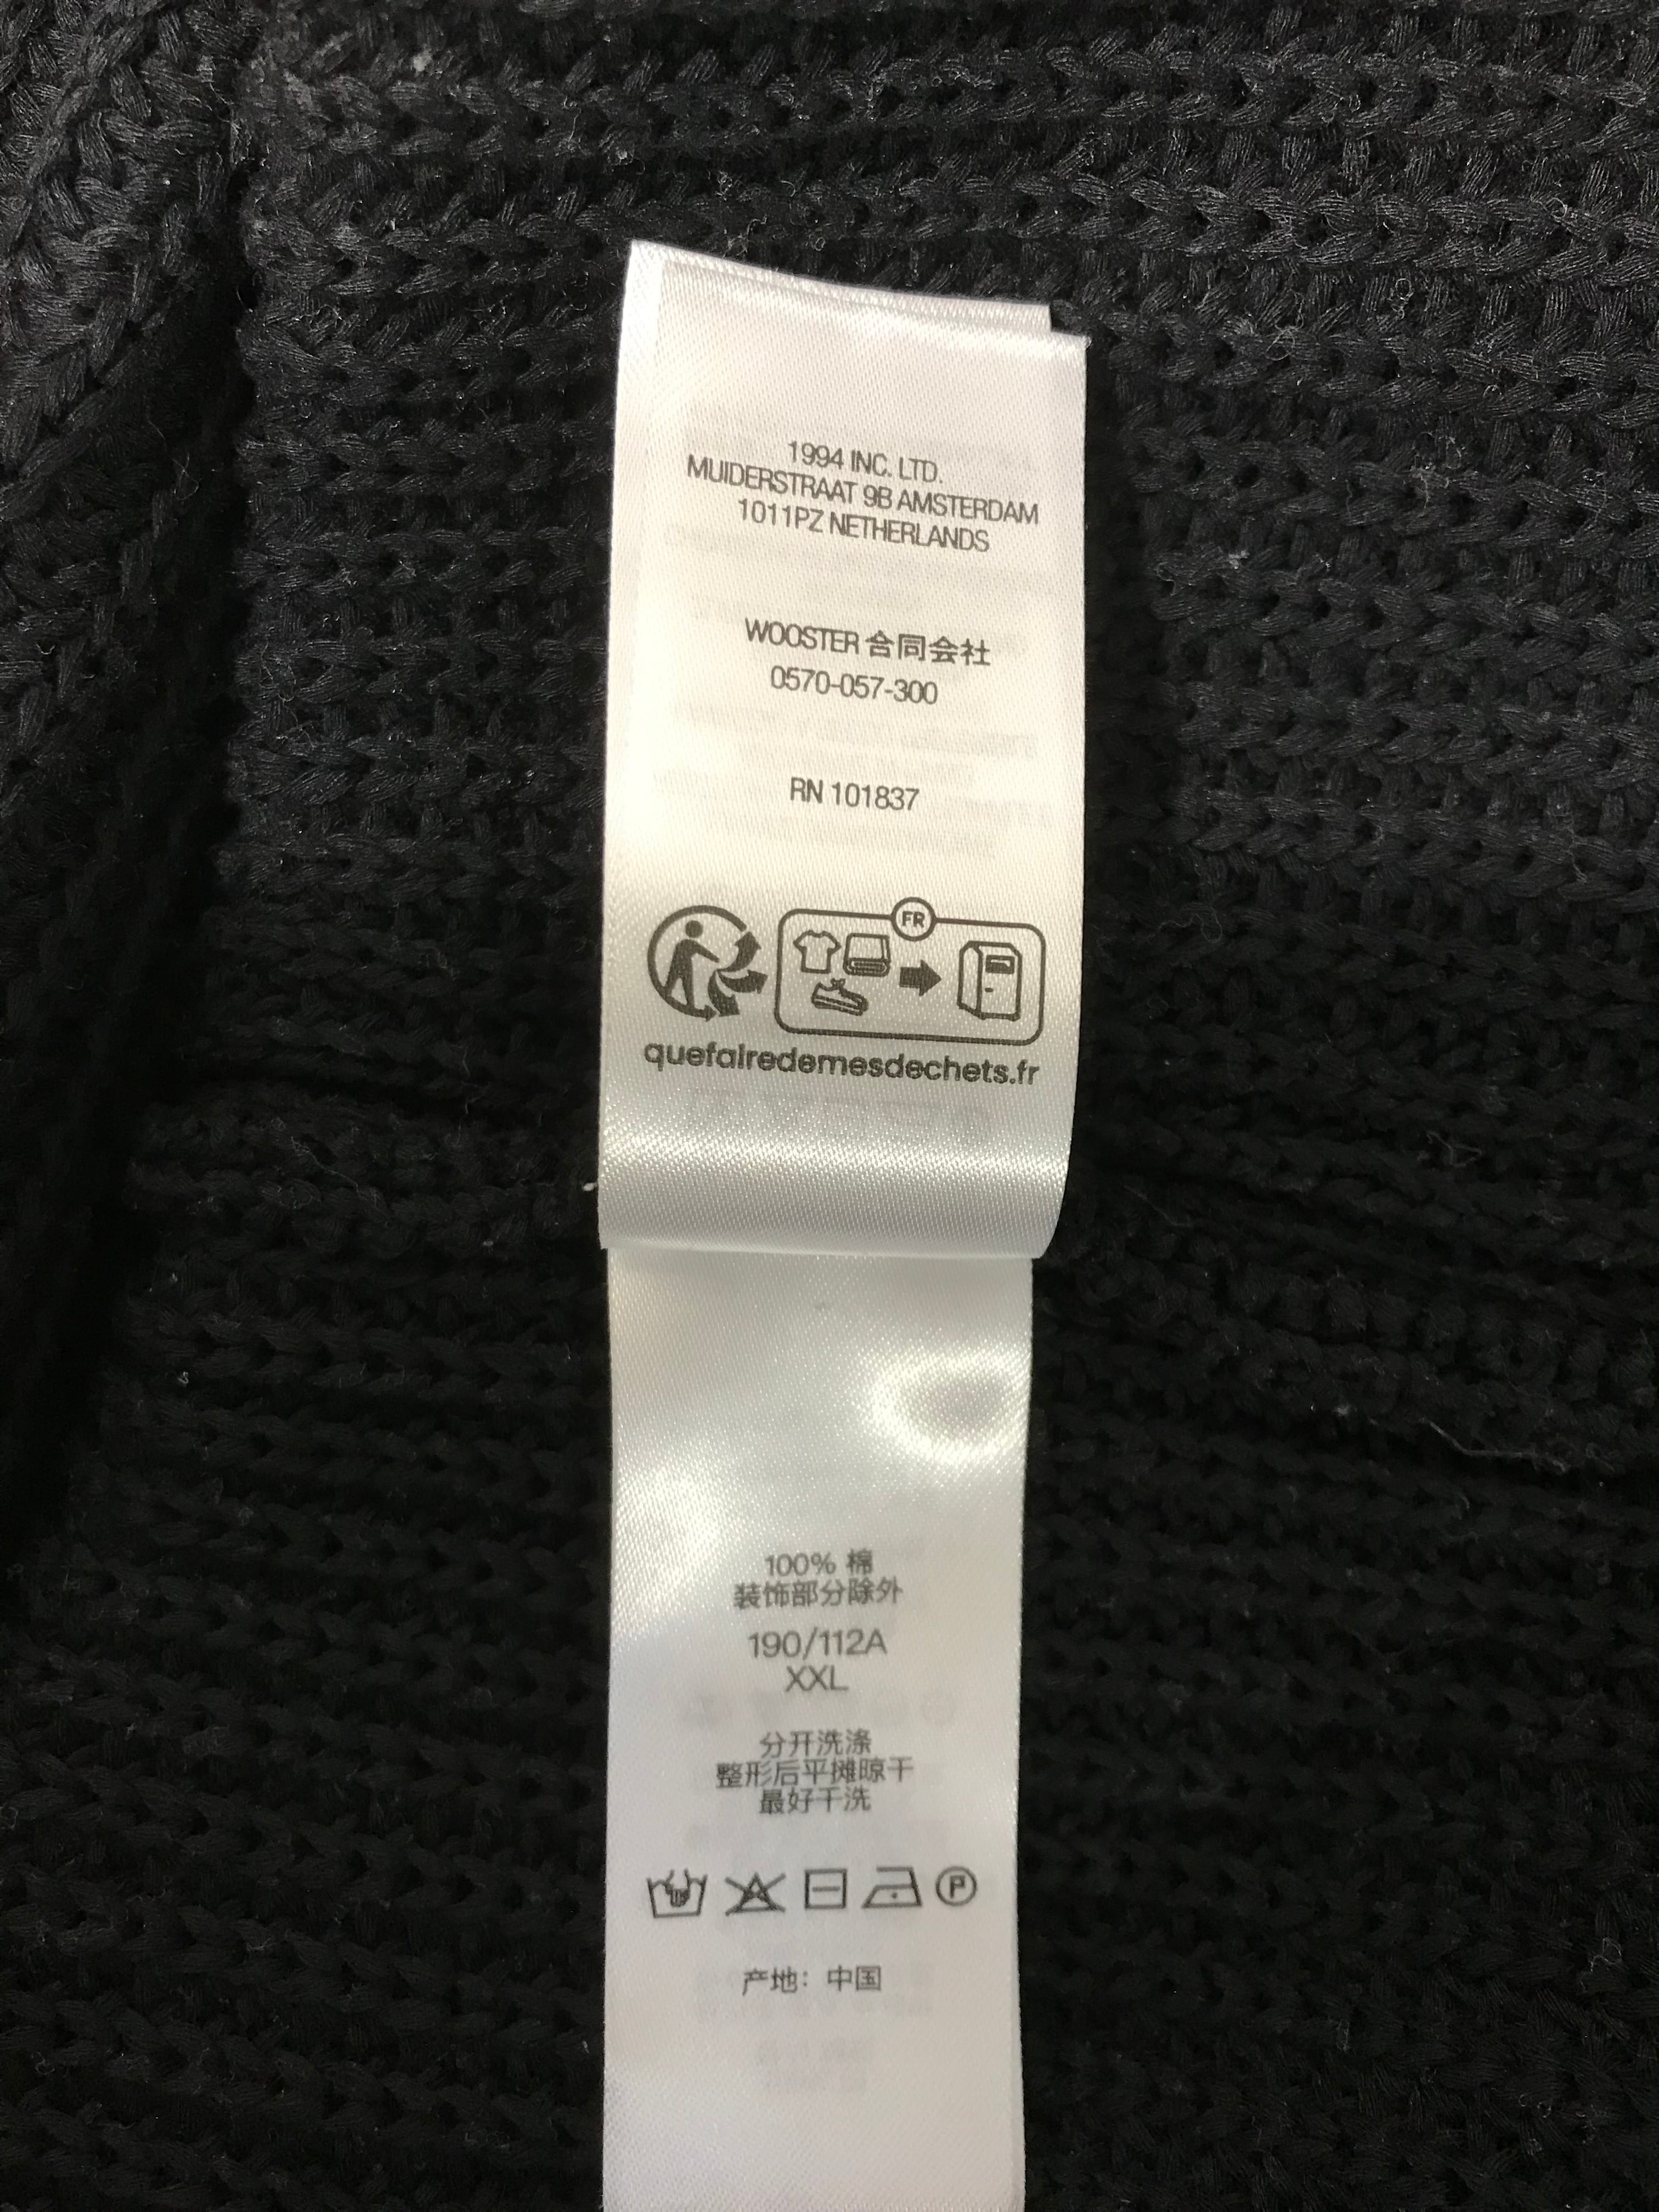 1994 INC. LTD.
MUIDERSTRAAT 9B AMSTERDAM
1011PZ NETHERLANDS
WOOSTER 合同会社
0570-057-300
RN 101837
FR
quefairedemesdechets.fr
100% 棉
装饰部分除外
190/112A
XXL
分开洗涤
整形后平摊晾干
最好干洗
P
产地：中国